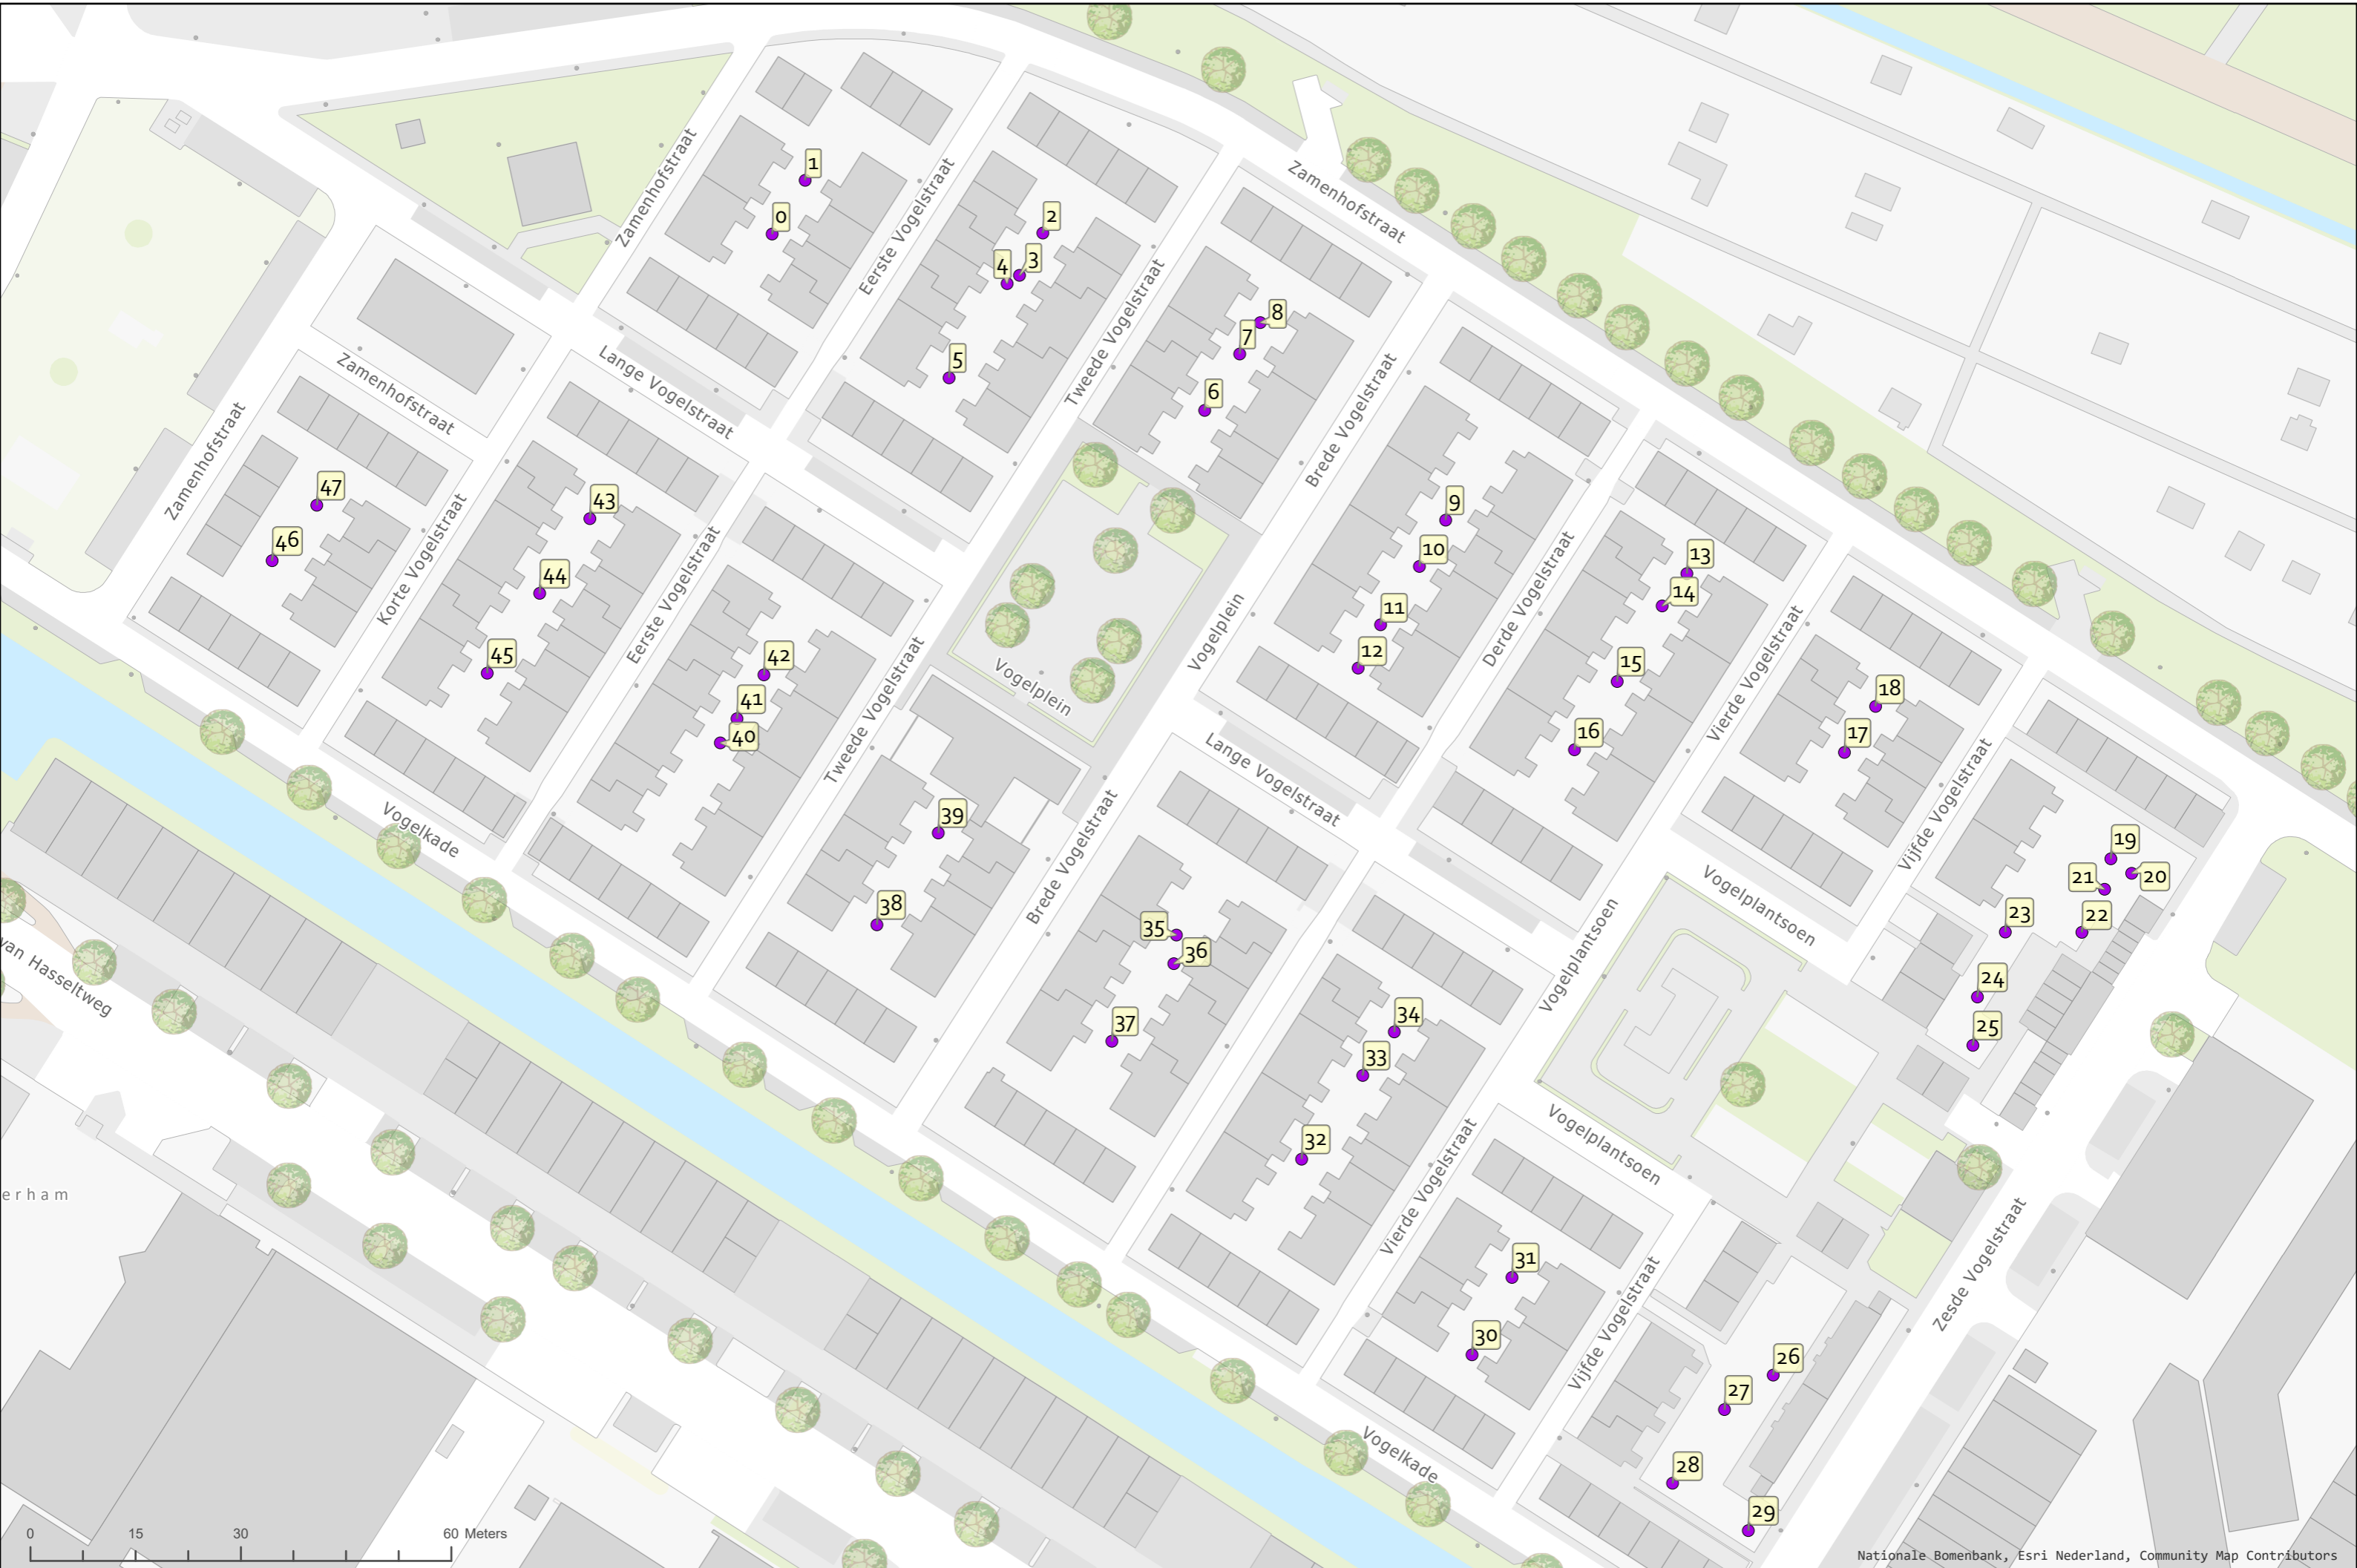 Zamenhofstraat
1
0
Eerste Vogelstraat
2
3
4
5
Zamenhofstraat
Tweede Vogelstraat
8
7
6
Zamenhofstraat
Lange Vogelstraat
Brede Vogelstraat
Zamenhofstraat
47
46
Korte Vogelstraat
43
44
45
Eerste Vogelstraat
42
41
40
9
10
11
12
Derde Vogelstraat
13
14
15
16
Vogelplein
Vogelplein
Tweede Vogelstraat
Vierde Vogelstraat
18
17
Vijfde Vogelstraat
Lange Vogelstraat
Vogelkade
39
38
Brede Vogelstraat
19
20
21
22
23
24
25
Vogelplantsoen
Vogelplantsoen
35
36
37
34
33
32
van Hasseltweg
Vierde Vogelstraat
Vogelplantsoen
erham
31
30
Vijfde Vogelstraat
Zesde Vogelstraat
26
27
28
29
Vogelkade
0 15 30 60 Meters
Nationale Bomenbank, Esri Nederland, Community Map Contributors